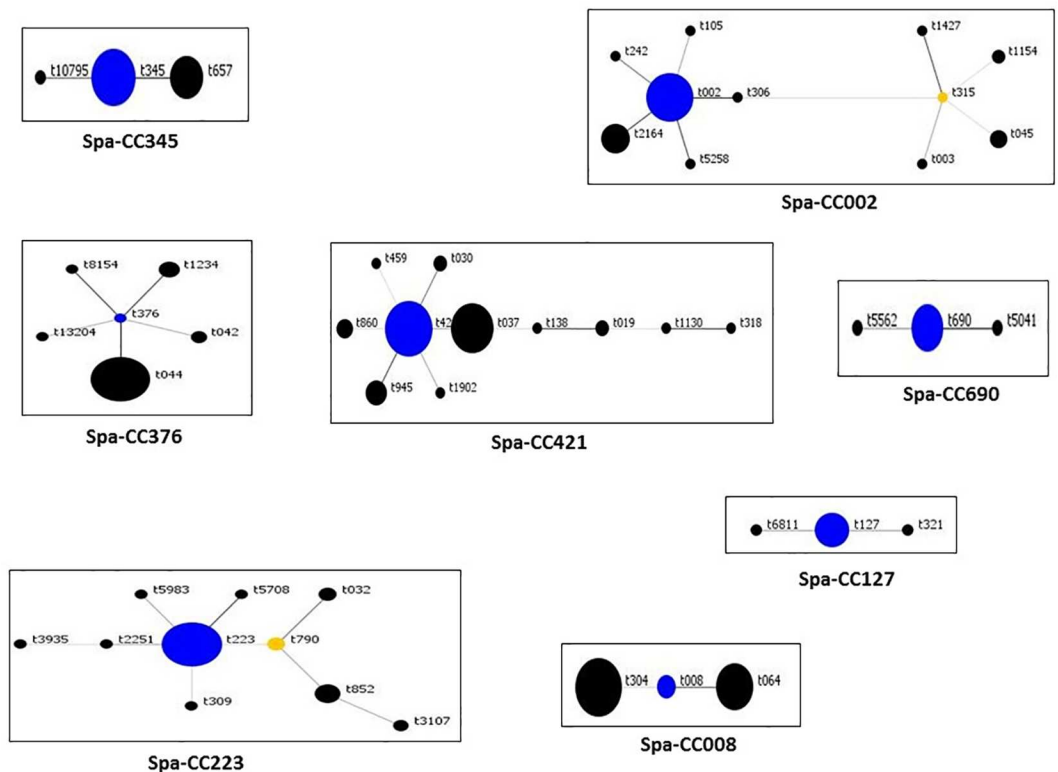 t10795 t345 t657
Spa-CC345
t105 t1427
t242 t1154
t002 t306 t315
t2164 t045
t5258 t003
Spa-CC002
t8154 t1234
t376
t13204 t042
t044
Spa-CC376
t459 t030
t860 t42 t037 t138 t019 t1130 t318
t945 t1902
Spa-CC421
t5562 t690 t5041
Spa-CC690
t6811 t127 t321
Spa-CC127
t5983 t5708 t032
t3935 t2251 t223 t790
t852
t309
t3107
Spa-CC223
t304 t008 t064
Spa-CC008